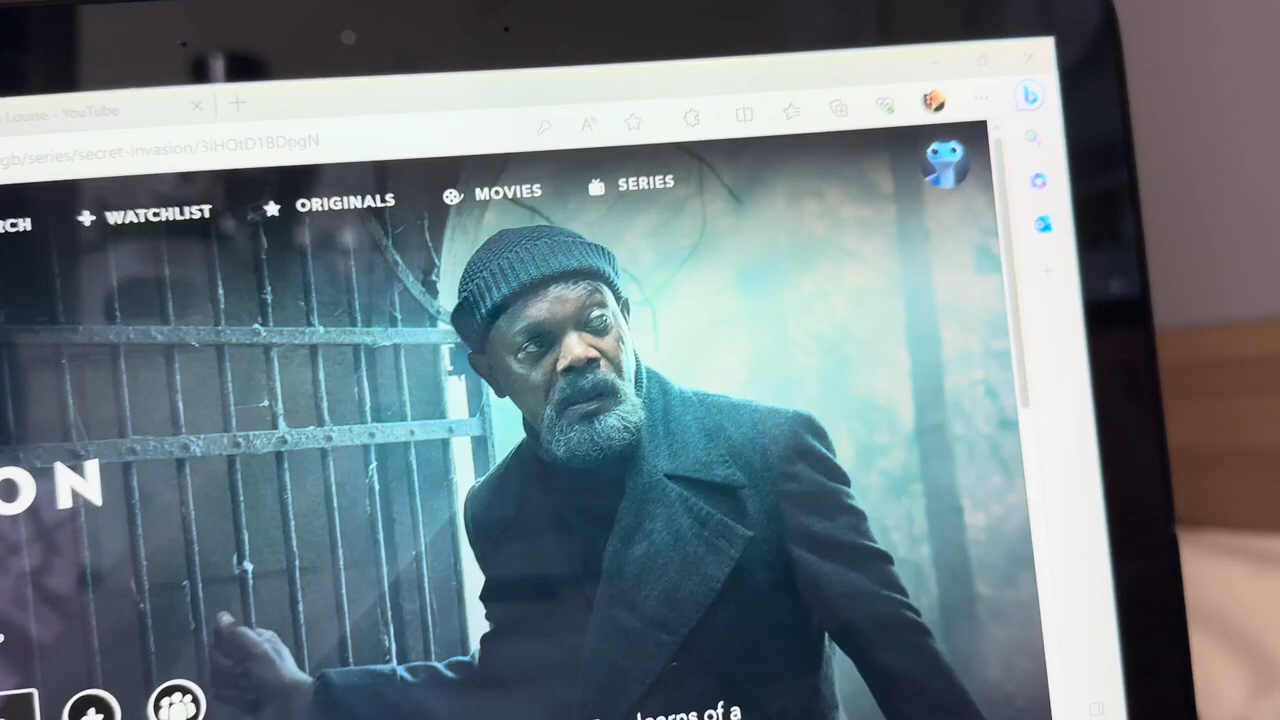 Louise - YouTube
gb/series/secret-invasion/3iHQtD1BDpgN
RCH
WATCHLIST
ORIGINALS
MOVIES
SERIES
ON
learns of a